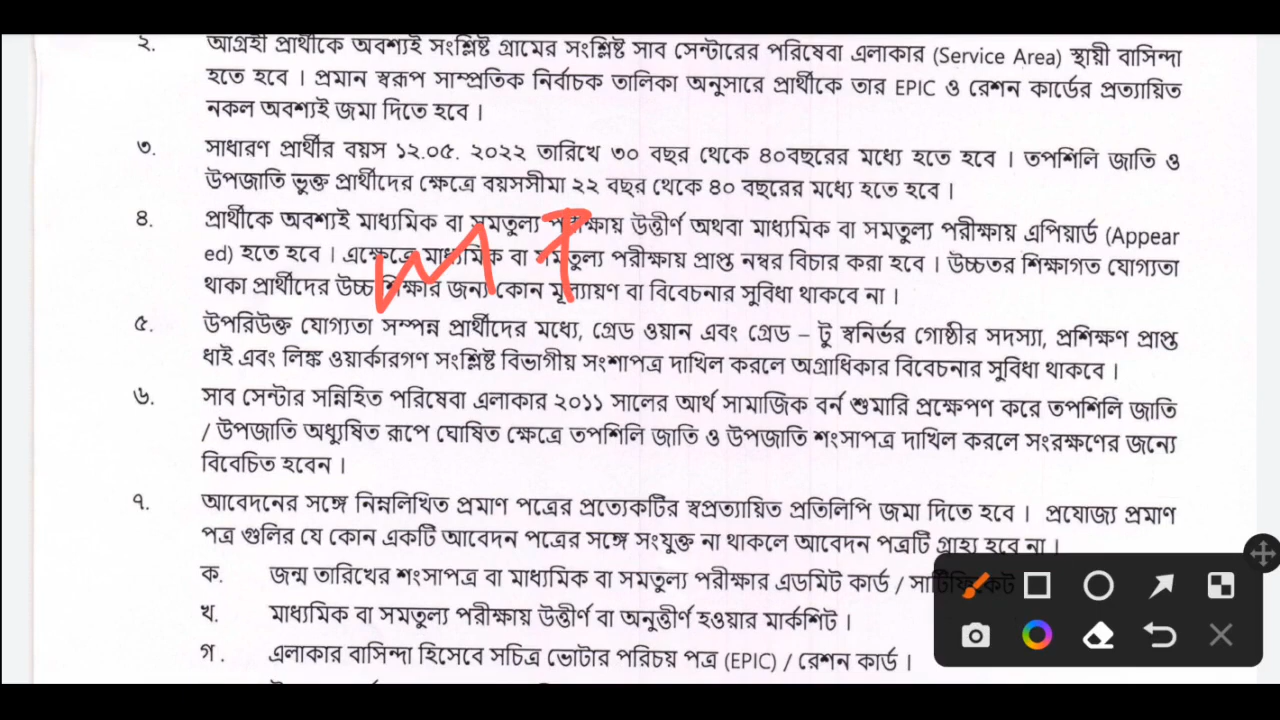 ২. আগ্রহী প্রার্থীকে অবশ্যই সংশ্লিষ্ট গ্রামের সংশ্লিষ্ট সাব সেন্টারের পরিষেবা এলাকার (Service Area) স্থায়ী বাসিন্দা
হতে হবে । প্রমান স্বরূপ সাম্প্রতিক নির্বাচক তালিকা অনুসারে প্রার্থীকে তার EPIC ও রেশন কার্ডের প্রত্যায়িত
নকল অবশ্যই জমা দিতে হবে ।
৩. সাধারণ প্রার্থীর বয়স ১২.০৫. ২০২২ তারিখে ৩০ বছর থেকে ৪০বছরের মধ্যে হতে হবে । তপশিলি জাতি ও
উপজাতি ভুক্ত প্রার্থীদের ক্ষেত্রে বয়সসীমা ২২ বছর থেকে ৪০ বছরের মধ্যে হতে হবে ।
৪. প্রার্থীকে অবশ্যই মাধ্যমিক বা সমতুল্য পরীক্ষায় উত্তীর্ণ অথবা মাধ্যমিক বা সমতুল্য পরীক্ষায় এপিয়ার্ড (Appear
ed) হতে হবে । এক্ষেত্রে মাধ্যমিক বা সমতুল্য পরীক্ষায় প্রাপ্ত নম্বর বিচার করা হবে । উচ্চতর শিক্ষাগত যোগ্যতা
থাকা প্রার্থীদের উচ্চ শিক্ষার জন্য কোন মূল্যায়ণ বা বিবেচনার সুবিধা থাকবে না ।
৫. উপরিউক্ত যোগ্যতা সম্পন্ন প্রার্থীদের মধ্যে, গ্রেড ওয়ান এবং গ্রেড – টু স্বনির্ভর গোষ্ঠীর সদস্যা, প্রশিক্ষণ প্রাপ্ত
ধাই এবং লিঙ্ক ওয়ার্কারগণ সংশ্লিষ্ট বিভাগীয় সংশাপত্র দাখিল করলে অগ্রাধিকার বিবেচনার সুবিধা থাকবে ।
৬. সাব সেন্টার সন্নিহিত পরিষেবা এলাকার ২০১১ সালের আর্থ সামাজিক বর্ন শুমারি প্রক্ষেপণ করে তপশিলি জাতি
/ উপজাতি অধ্যুষিত রূপে ঘোষিত ক্ষেত্রে তপশিলি জাতি ও উপজাতি শংসাপত্র দাখিল করলে সংরক্ষণের জন্যে
বিবেচিত হবেন ।
৭. আবেদনের সঙ্গে নিম্নলিখিত প্রমাণ পত্রের প্রত্যেকটির স্বপ্রত্যায়িত প্রতিলিপি জমা দিতে হবে । প্রযোজ্য প্রমাণ
পত্র গুলির যে কোন একটি আবেদন পত্রের সঙ্গে সংযুক্ত না থাকলে আবেদন পত্রটি গ্রাহ্য হবে না ।
ক. জন্ম তারিখের শংসাপত্র বা মাধ্যমিক বা সমতুল্য পরীক্ষার এডমিট কার্ড / সার্টিফিকেট
খ. মাধ্যমিক বা সমতুল্য পরীক্ষায় উত্তীর্ণ বা অনুত্তীর্ণ হওয়ার মার্কশিট ।
গ . এলাকার বাসিন্দা হিসেবে সচিত্র ভোটার পরিচয় পত্র (EPIC) / রেশন কার্ড ।